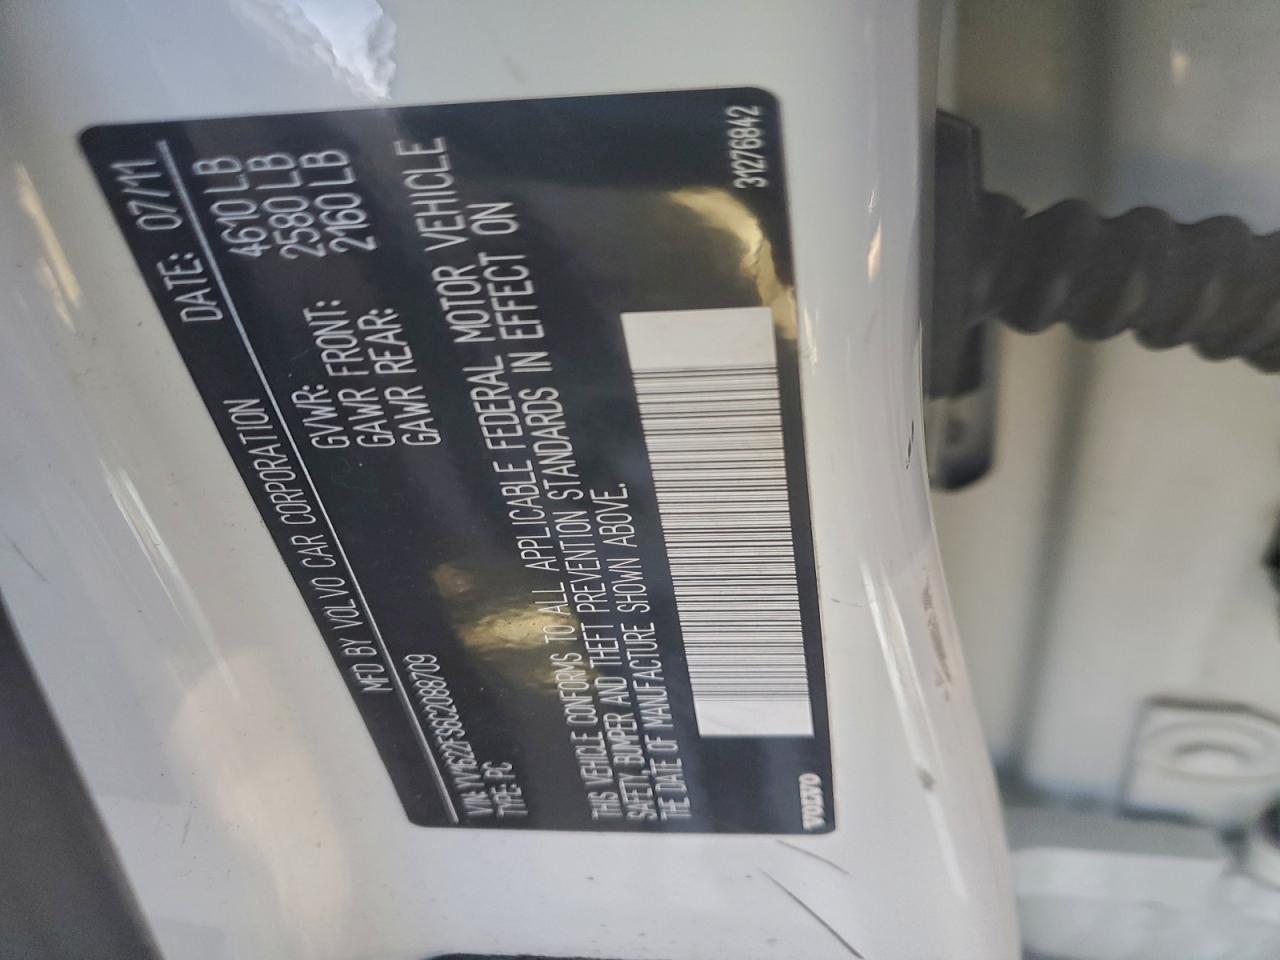 MFD BY VOLVO CAR CORPORATION DATE: 07/11
GVWR: 4610 LB
GAWR FRONT: 2580 LB
GAWR REAR: 2160 LB
VIN: YV1622FS6C2088709
TYPE: PC
THIS VEHICLE CONFORMS TO ALL APPLICABLE FEDERAL MOTOR VEHICLE
SAFETY, BUMPER AND THEFT PREVENTION STANDARDS IN EFFECT ON
THE DATE OF MANUFACTURE SHOWN ABOVE.
VOLVO 31276842